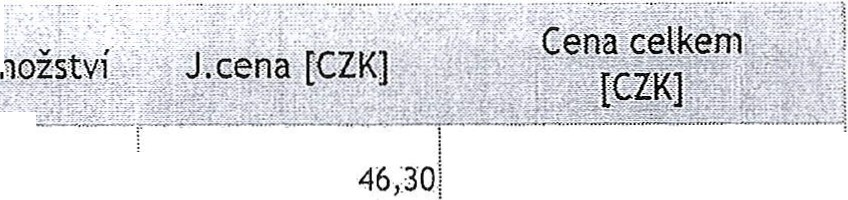 nožství J.cena [CZK] Cena celkem
[CZK]
46,30